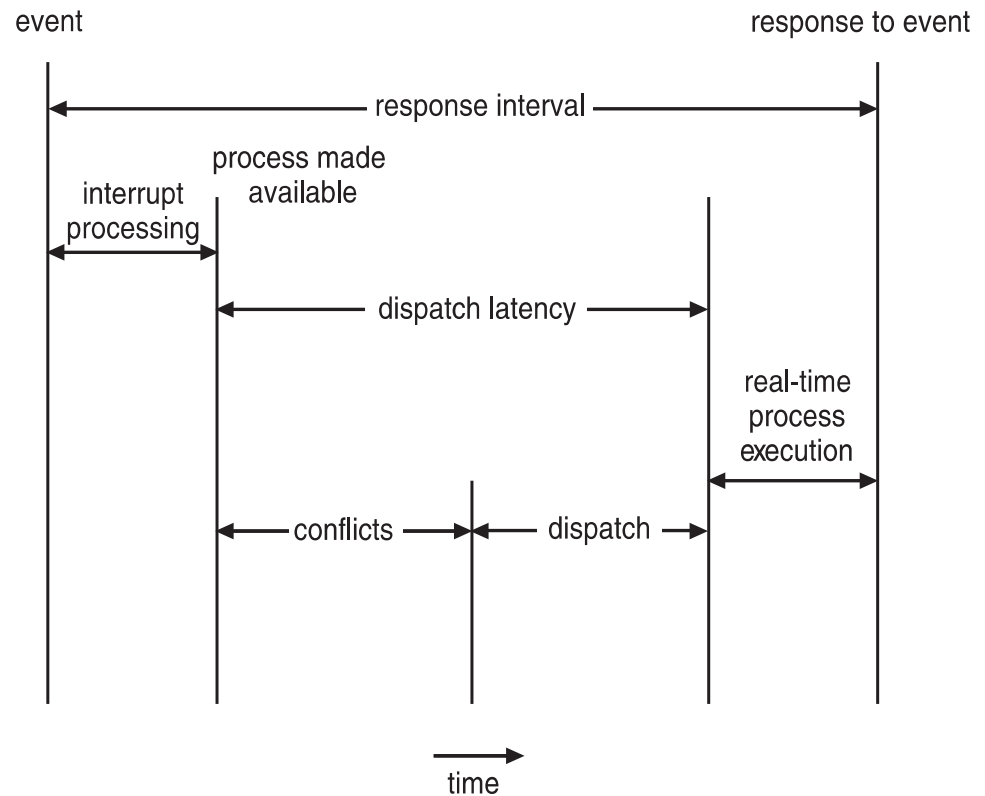 event
response to event
response interval
process made
available
interrupt
processing
dispatch latency
real-time
process
execution
conflicts
dispatch
time